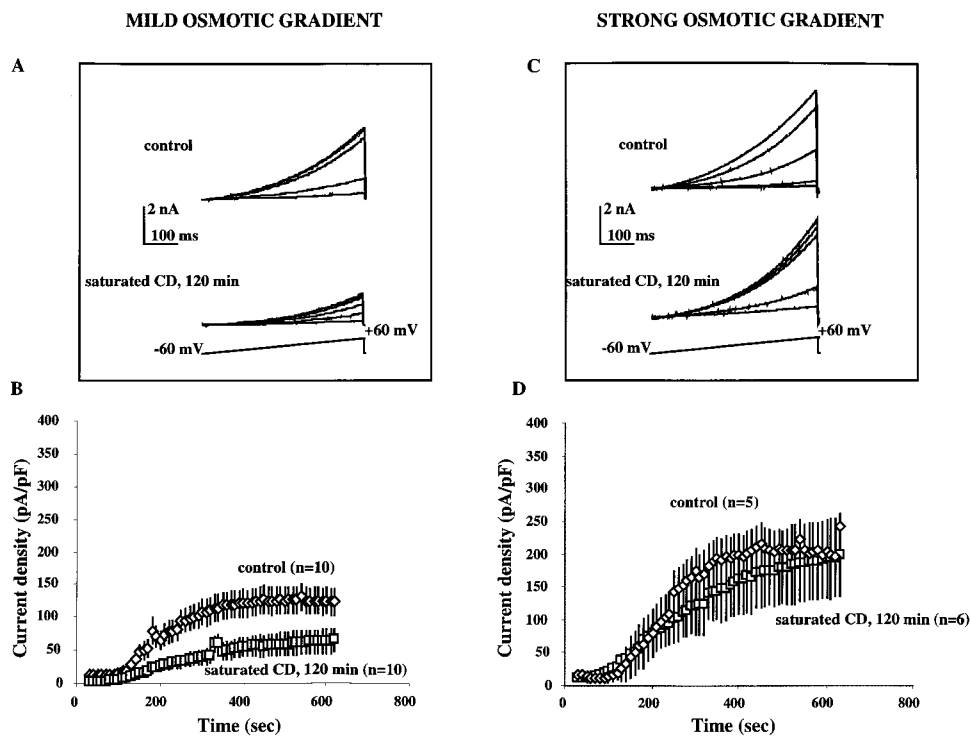 MILD OSMOTIC GRADIENT
STRONG OSMOTIC GRADIENT
A
control
2 nA
100 ms
saturated CD, 120 min
+60 mV
-60 mV
C
control
2 nA
100 ms
saturated CD, 120 min
+60 mV
-60 mV
B
400
350
300
250
200
150
100
50
0
Current density (pA/pF)
control (n=10)
saturated CD, 120 min (n=10)
0
200
400
600
800
Time (sec)
D
400
350
300
250
200
150
100
50
0
Current density (pA/pF)
control (n=5)
saturated CD, 120 min (n=6)
0
200
400
600
800
Time (sec)